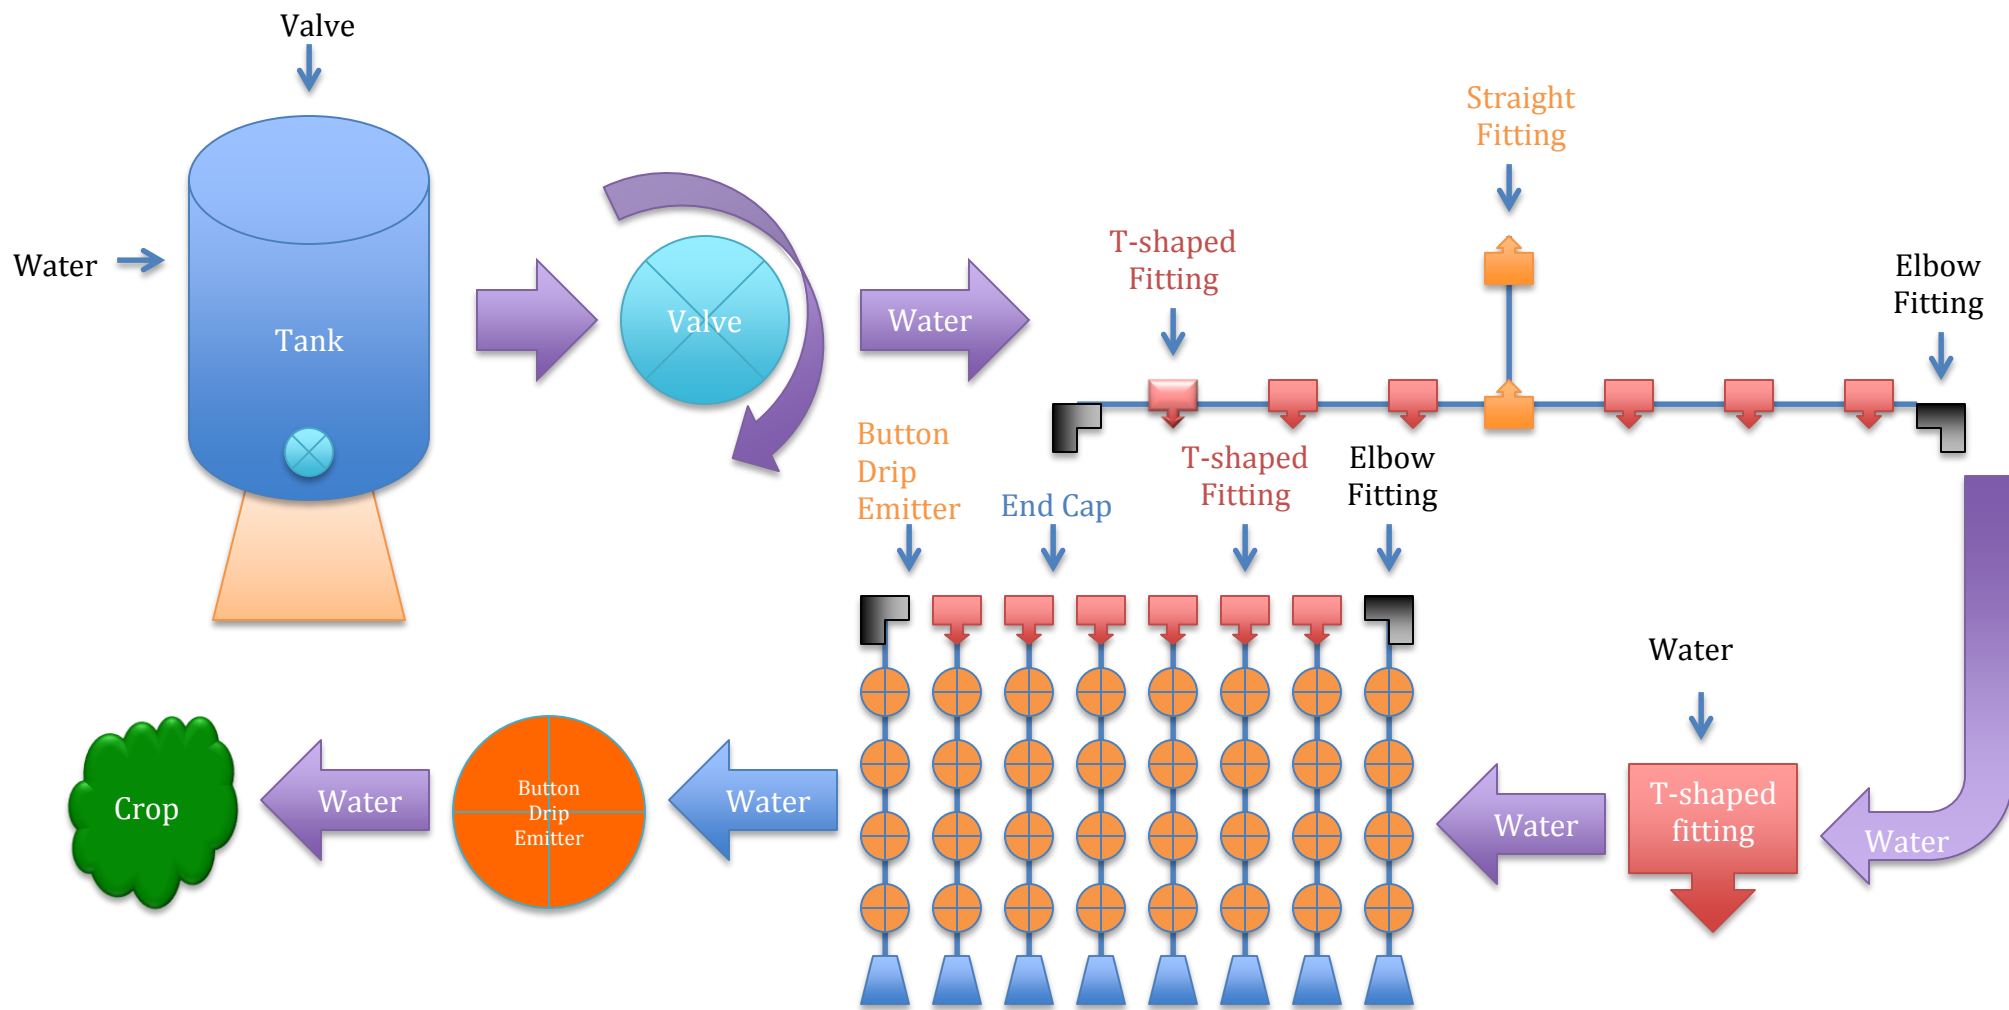 Valve
Water
Tank
Valve
Water
T-shaped
Fitting
Straight
Fitting
Elbow
Fitting
Button
Drip
Emitter
End Cap
T-shaped
Fitting
Elbow
Fitting
Water
T-shaped
fitting
Water
Water
Water
Button
Drip
Emitter
Water
Crop